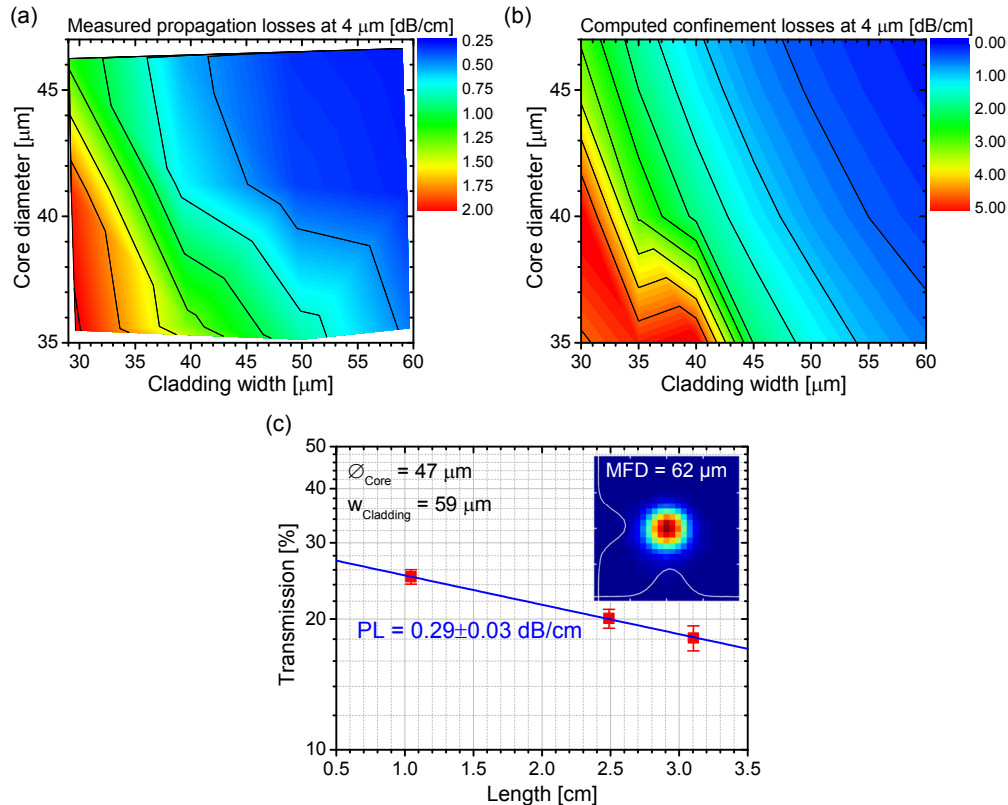 (a)
Measured propagation losses at 4 µm [dB/cm]
0.25
0.50
0.75
1.00
1.25
1.50
1.75
2.00
45
40
35
Core diameter [µm]
30 35 40 45 50 55 60
Cladding width [µm]
(b)
Computed confinement losses at 4 µm [dB/cm]
0.00
1.00
2.00
3.00
4.00
5.00
45
40
35
Core diameter [µm]
30 35 40 45 50 55 60
Cladding width [µm]
(c)
50
40
30
20
10
Transmission [%]
∅Core = 47 µm
wCladding = 59 µm
MFD = 62 µm
PL = 0.29±0.03 dB/cm
0.5 1.0 1.5 2.0 2.5 3.0 3.5
Length [cm]